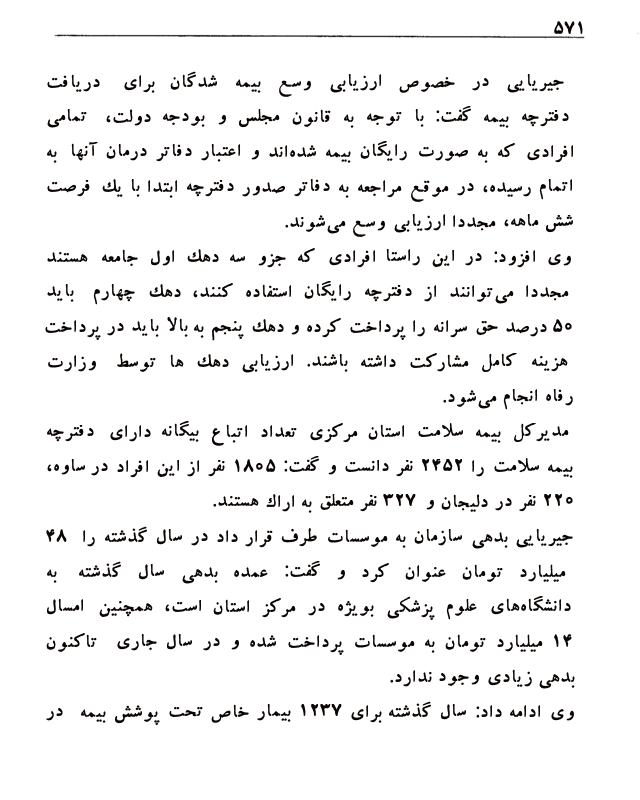 ۵۷۱
جیریایی در خصوص ارزیابی وسع بیمه شدگان برای دریافت
دفترچه بیمه گفت: با توجه به قانون مجلس و بودجه دولت، تمامی
افرادی که به صورت رایگان بیمه شده‌اند و اعتبار دفاتر درمان آنها به
اتمام رسیده، در موقع مراجعه به دفاتر صدور دفترچه ابتدا با یك فرصت
شش ماهه، مجددا ارزیابی وسع می‌شوند.
وی افزود: در این راستا افرادی که جزو سه دهك اول جامعه هستند
مجددا می‌توانند از دفترچه رایگان استفاده کنند، دهك چهارم باید
۵۰ درصد حق سرانه را پرداخت کرده و دهك پنجم به بالا باید در پرداخت
هزینه کامل مشارکت داشته باشند. ارزیابی دهك ها توسط وزارت
رفاه انجام می‌شود.
مدیرکل بیمه سلامت استان مرکزی تعداد اتباع بیگانه دارای دفترچه
بیمه سلامت را ۲۴۵۲ نفر دانست و گفت: ۱۸۰۵ نفر از این افراد در ساوه،
۲۲۰ نفر در دلیجان و ۳۲۷ نفر متعلق به اراك هستند.
جیریایی بدهی سازمان به موسسات طرف قرار داد در سال گذشته را ۴۸
میلیارد تومان عنوان کرد و گفت: عمده بدهی سال گذشته به
دانشگاه‌های علوم پزشکی بویژه در مرکز استان است، همچنین امسال
۱۴ میلیارد تومان به موسسات پرداخت شده و در سال جاری تاکنون
بدهی زیادی وجود ندارد.
وی ادامه داد: سال گذشته برای ۱۲۳۷ بیمار خاص تحت پوشش بیمه در